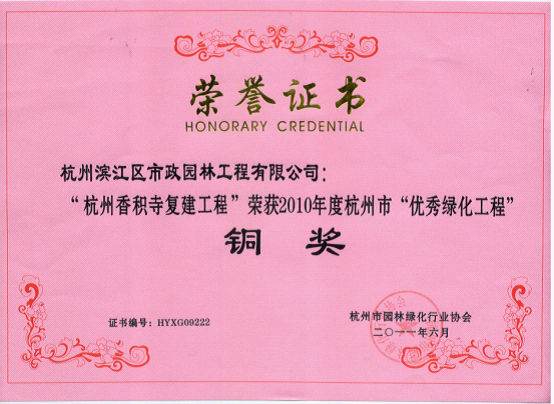 荣誉证书
HONORARY CREDENTIAL
杭州滨江区市政园林工程有限公司：
“杭州香积寺复建工程”荣获2010年度杭州市“优秀绿化工程”
铜 奖
证书编号：HYXG09222
杭州市园林绿化行业协会
二〇一一年六月